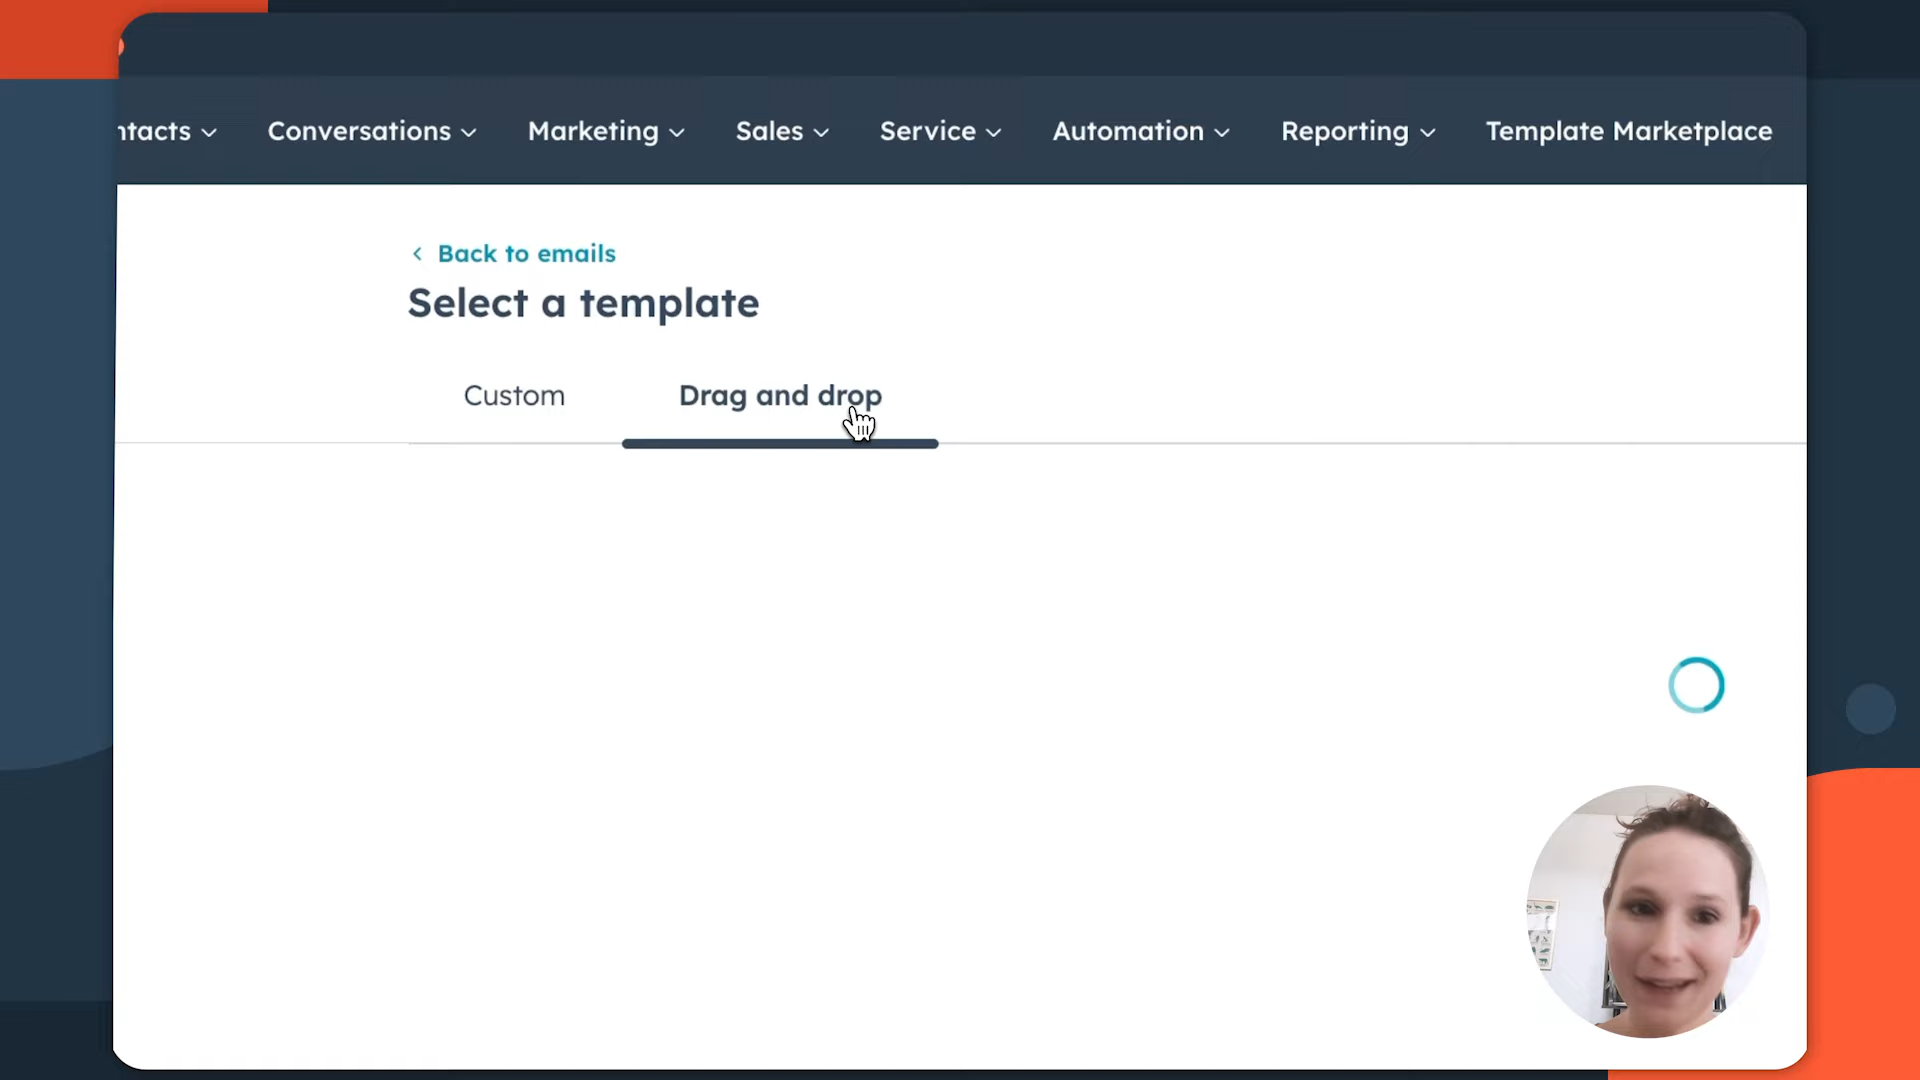 ntacts Conversations Marketing Sales Service Automation Reporting Template Marketplace
Back to emails
Select a template
Custom Drag and drop